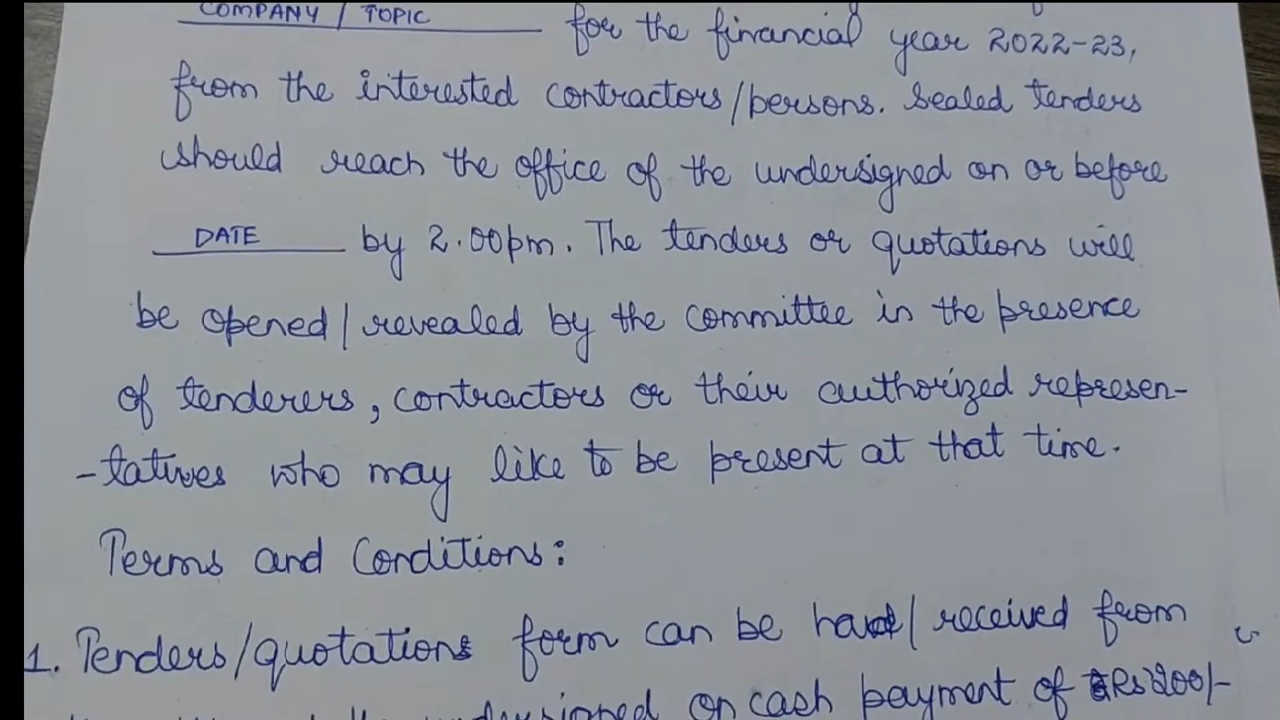 COMPANY / TOPIC for the financial year 2022-23,
from the interested contractors/persons. Sealed tenders
should reach the office of the undersigned on or before
DATE by 2.00pm. The tenders or quotations will
be opened/revealed by the committee in the presence
of tenderers, contractors or their authorized represen-
-tatives who may like to be present at that time.
Terms and Conditions:
1. Tenders/quotations form can be had/received from
undersigned on cash payment of Rs 200/-